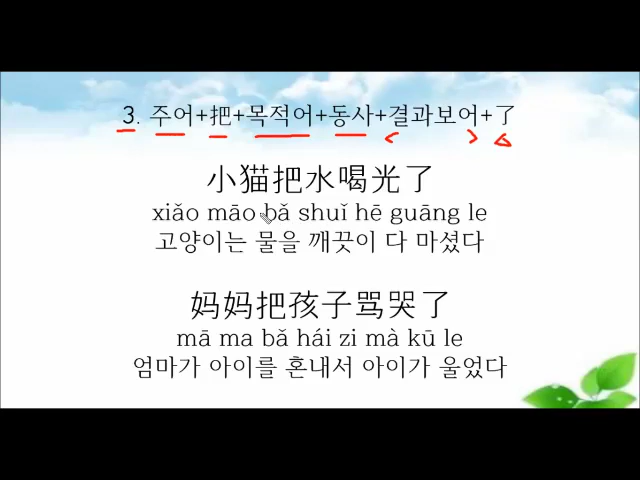 3. 주어+把+목적어+동사+결과보어+了
小猫把水喝光了
xiǎo māo bǎ shuǐ hē guāng le
고양이는 물을 깨끗이 다 마셨다
妈妈把孩子骂哭了
mā ma bǎ hái zi mà kū le
엄마가 아이를 혼내서 아이가 울었다